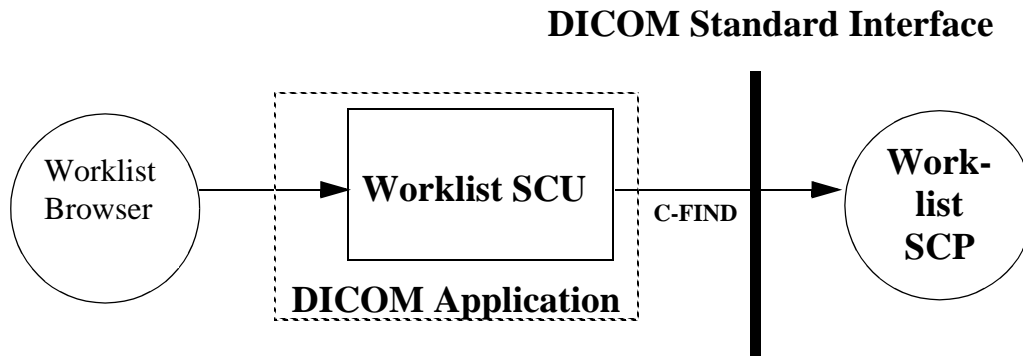 DICOM Standard Interface
Worklist
Browser
Worklist SCU
C-FIND
Work-
list
SCP
DICOM Application